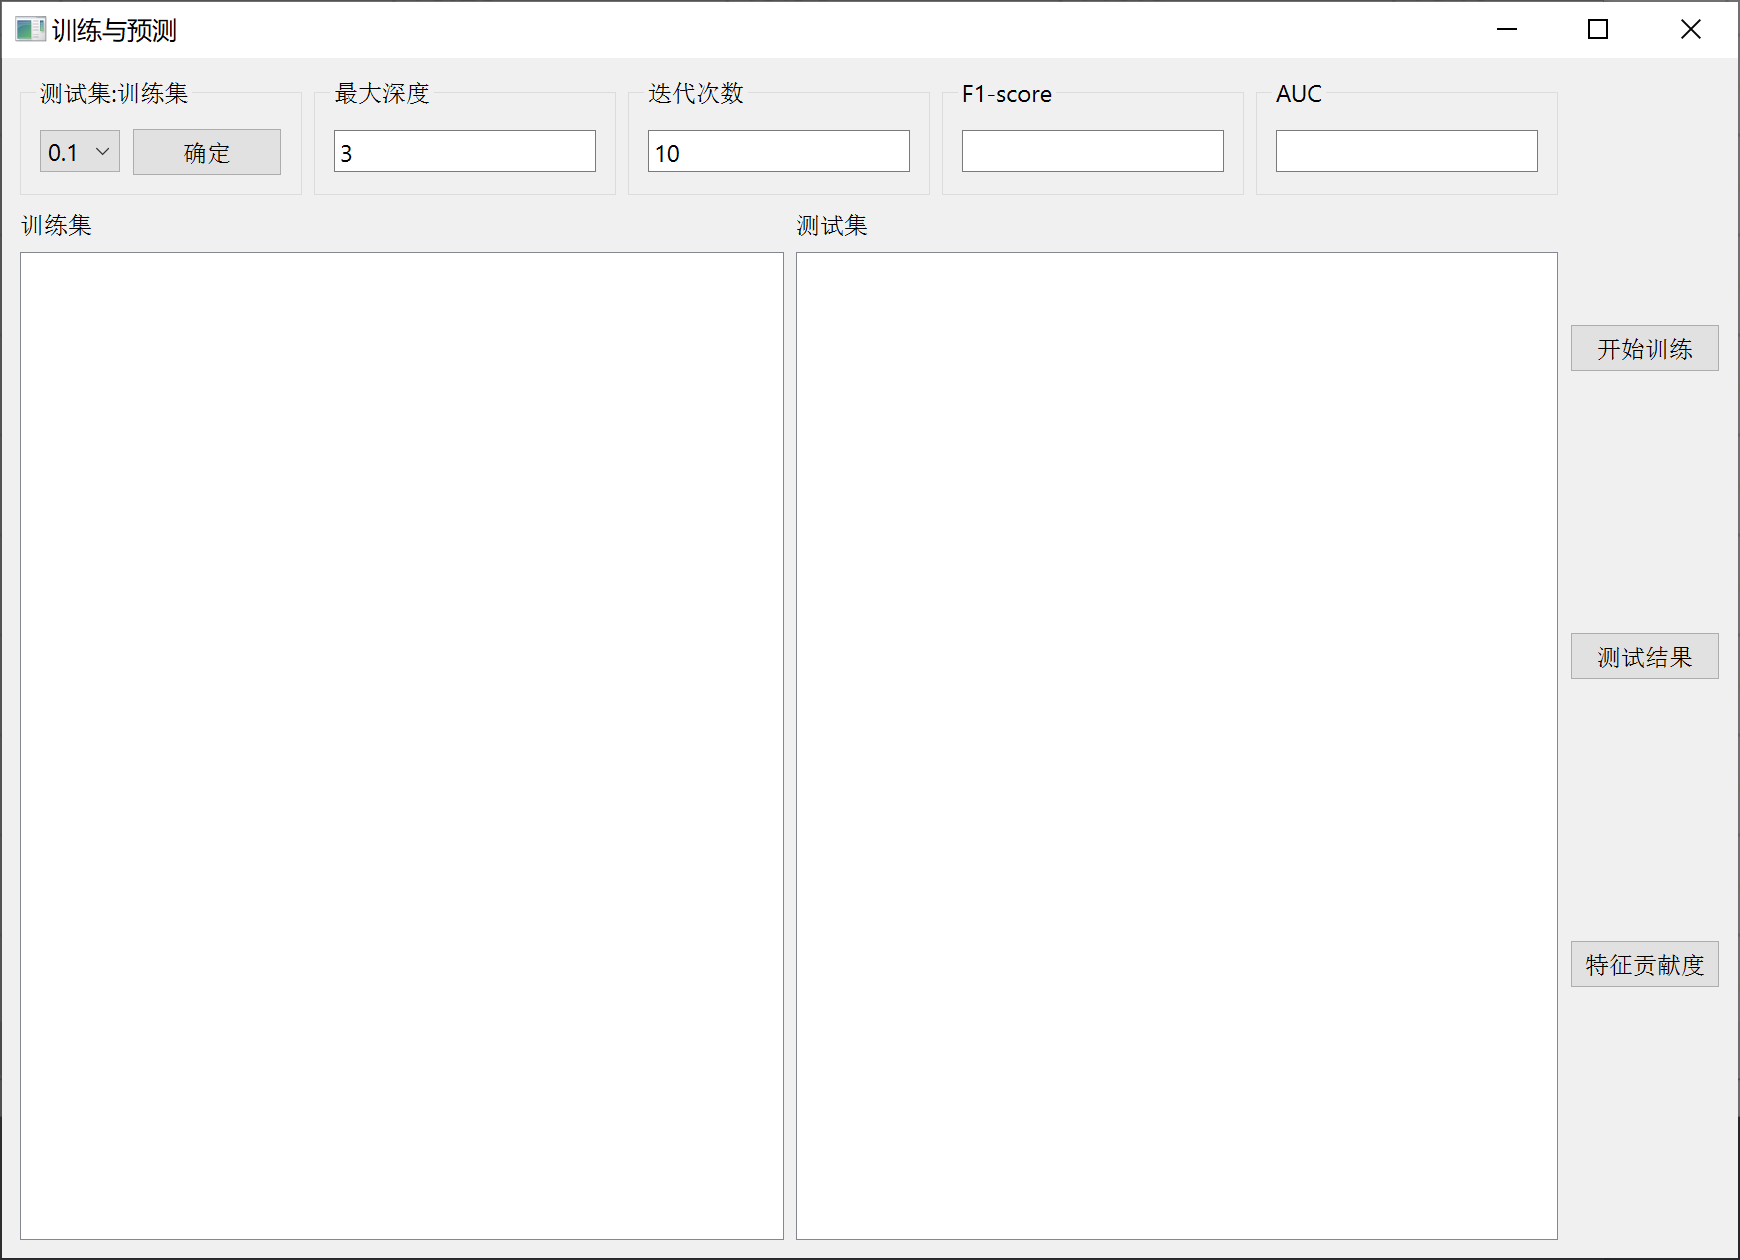 训练与预测
测试集:训练集
最大深度
迭代次数
F1-score
AUC
0.1
确定
3
10
训练集
测试集
开始训练
测试结果
特征贡献度